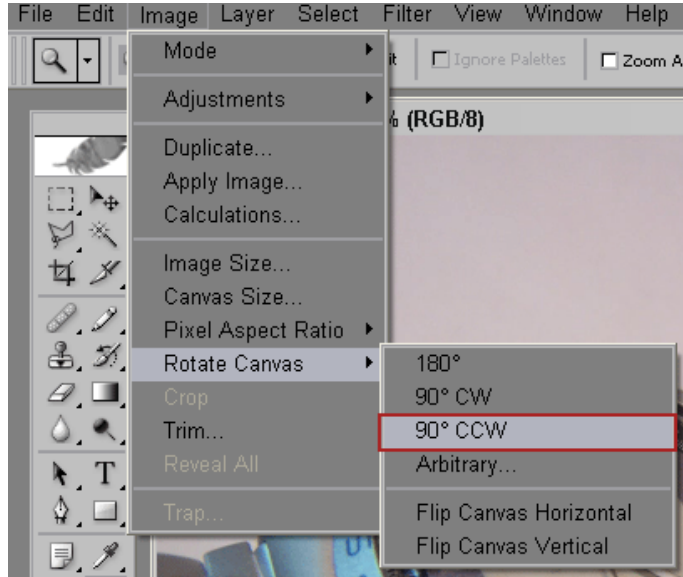 File Edit Image Layer Select Filter View Window Help
Mode
it Ignore Palettes Zoom A
Adjustments
% (RGB/8)
Duplicate...
Apply Image...
Calculations...
Image Size...
Canvas Size...
Pixel Aspect Ratio
Rotate Canvas
180°
Crop
90° CW
Trim...
90° CCW
Reveal All
Arbitrary...
Trap...
Flip Canvas Horizontal
Flip Canvas Vertical
T